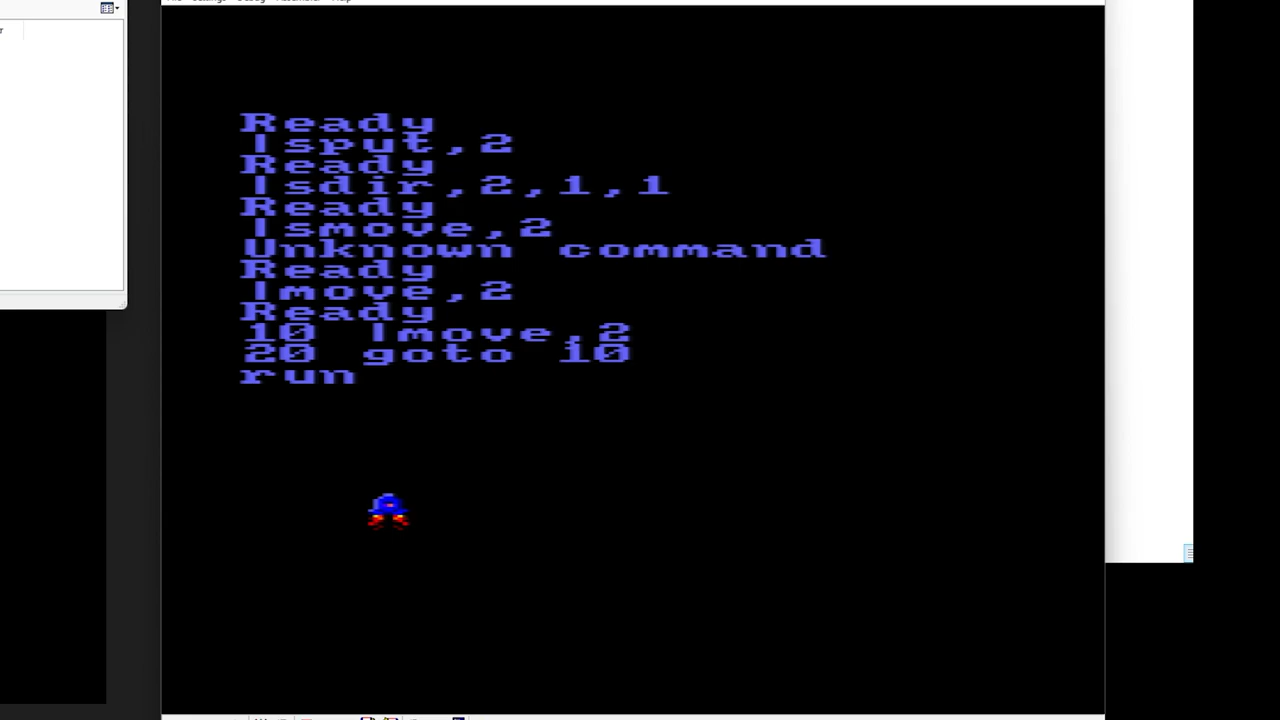 Ready
|sput,2
Ready
|sdir,2,1,1
Ready
|smove,2
Unknown command
Ready
|move,2
Ready
10 |move,2
20 goto 10
run